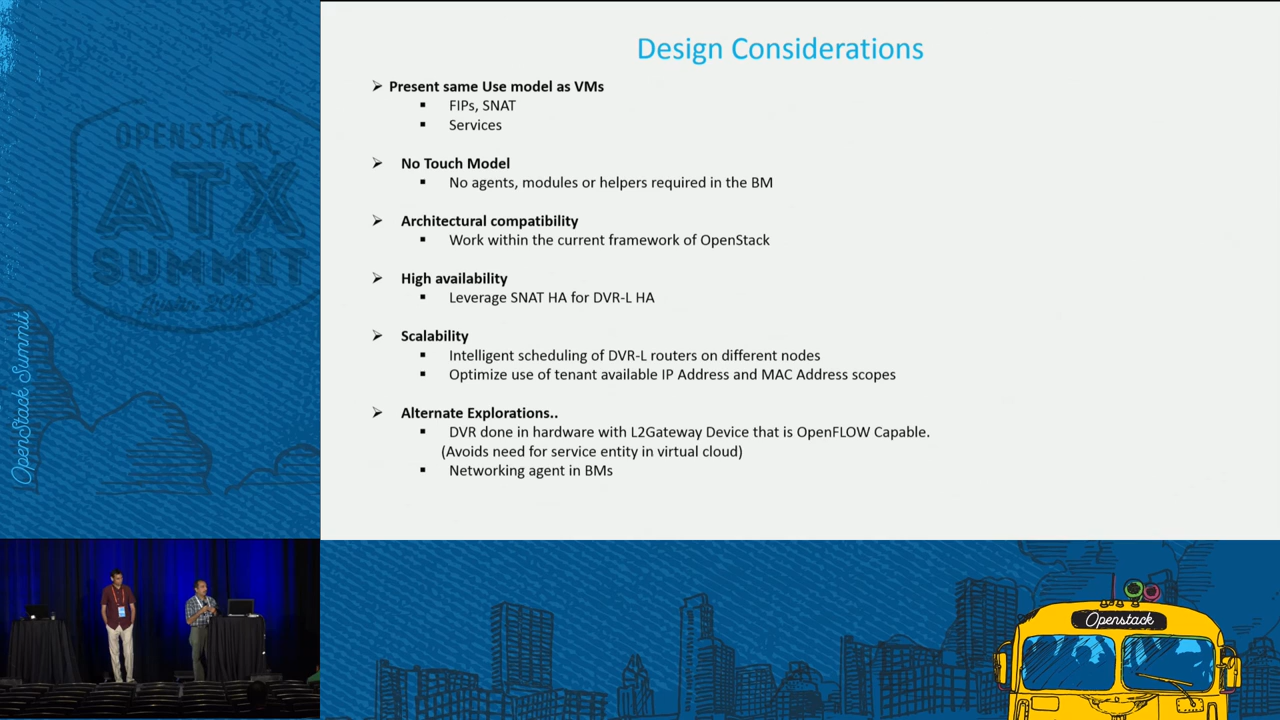 Design Considerations
➢ Present same Use model as VMs
▪ FIPs, SNAT
▪ Services
➢ No Touch Model
▪ No agents, modules or helpers required in the BM
➢ Architectural compatibility
▪ Work within the current framework of OpenStack
➢ High availability
▪ Leverage SNAT HA for DVR-L HA
➢ Scalability
▪ Intelligent scheduling of DVR-L routers on different nodes
▪ Optimize use of tenant available IP Address and MAC Address scopes
➢ Alternate Explorations..
▪ DVR done in hardware with L2Gateway Device that is OpenFLOW Capable.
(Avoids need for service entity in virtual cloud)
▪ Networking agent in BMs
OPENSTACK
ATX
SUMMIT
Austin 2016
OpenStack Summit
Openstack